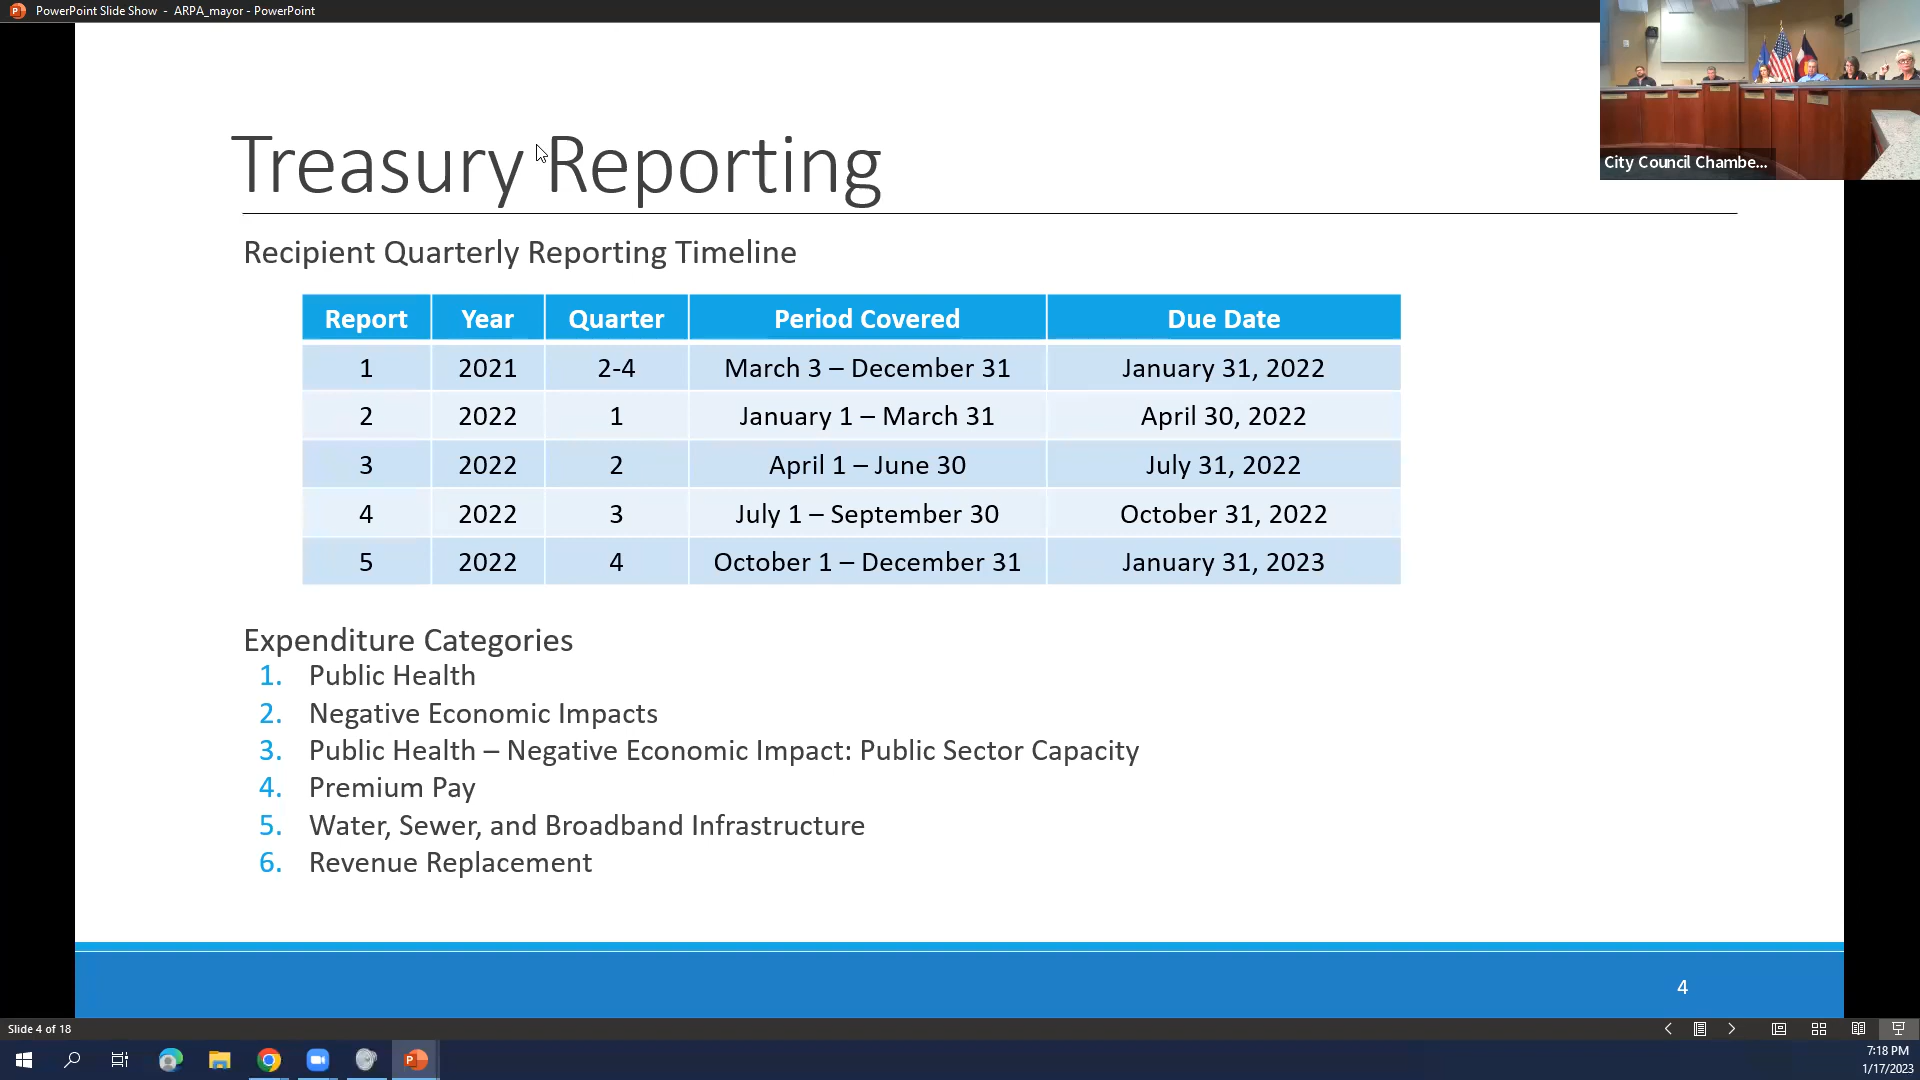 PowerPoint Slide Show - ARPA_mayor - PowerPoint
City Council Chambe...
Treasury Reporting
Recipient Quarterly Reporting Timeline
Report Year Quarter Period Covered Due Date
1 2021 2-4 March 3 – December 31 January 31, 2022
2 2022 1 January 1 – March 31 April 30, 2022
3 2022 2 April 1 – June 30 July 31, 2022
4 2022 3 July 1 – September 30 October 31, 2022
5 2022 4 October 1 – December 31 January 31, 2023
Expenditure Categories
1. Public Health
2. Negative Economic Impacts
3. Public Health – Negative Economic Impact: Public Sector Capacity
4. Premium Pay
5. Water, Sewer, and Broadband Infrastructure
6. Revenue Replacement
4
Slide 4 of 18
7:18 PM
1/17/2023